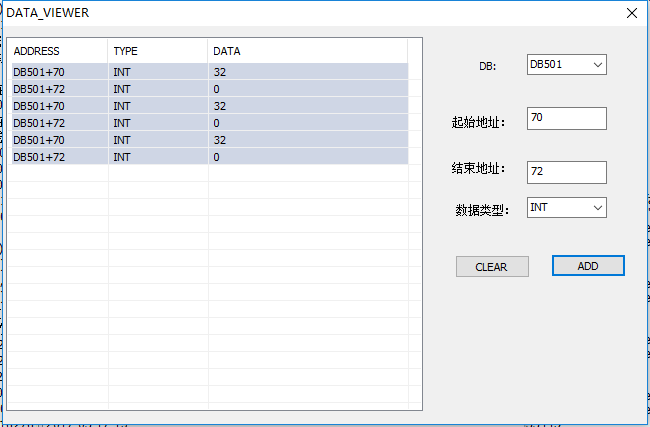 DATA_VIEWER
ADDRESS TYPE DATA
DB501+70 INT 32
DB501+72 INT 0
DB501+70 INT 32
DB501+72 INT 0
DB501+70 INT 32
DB501+72 INT 0
DB: DB501
起始地址: 70
结束地址: 72
数据类型: INT
CLEAR ADD